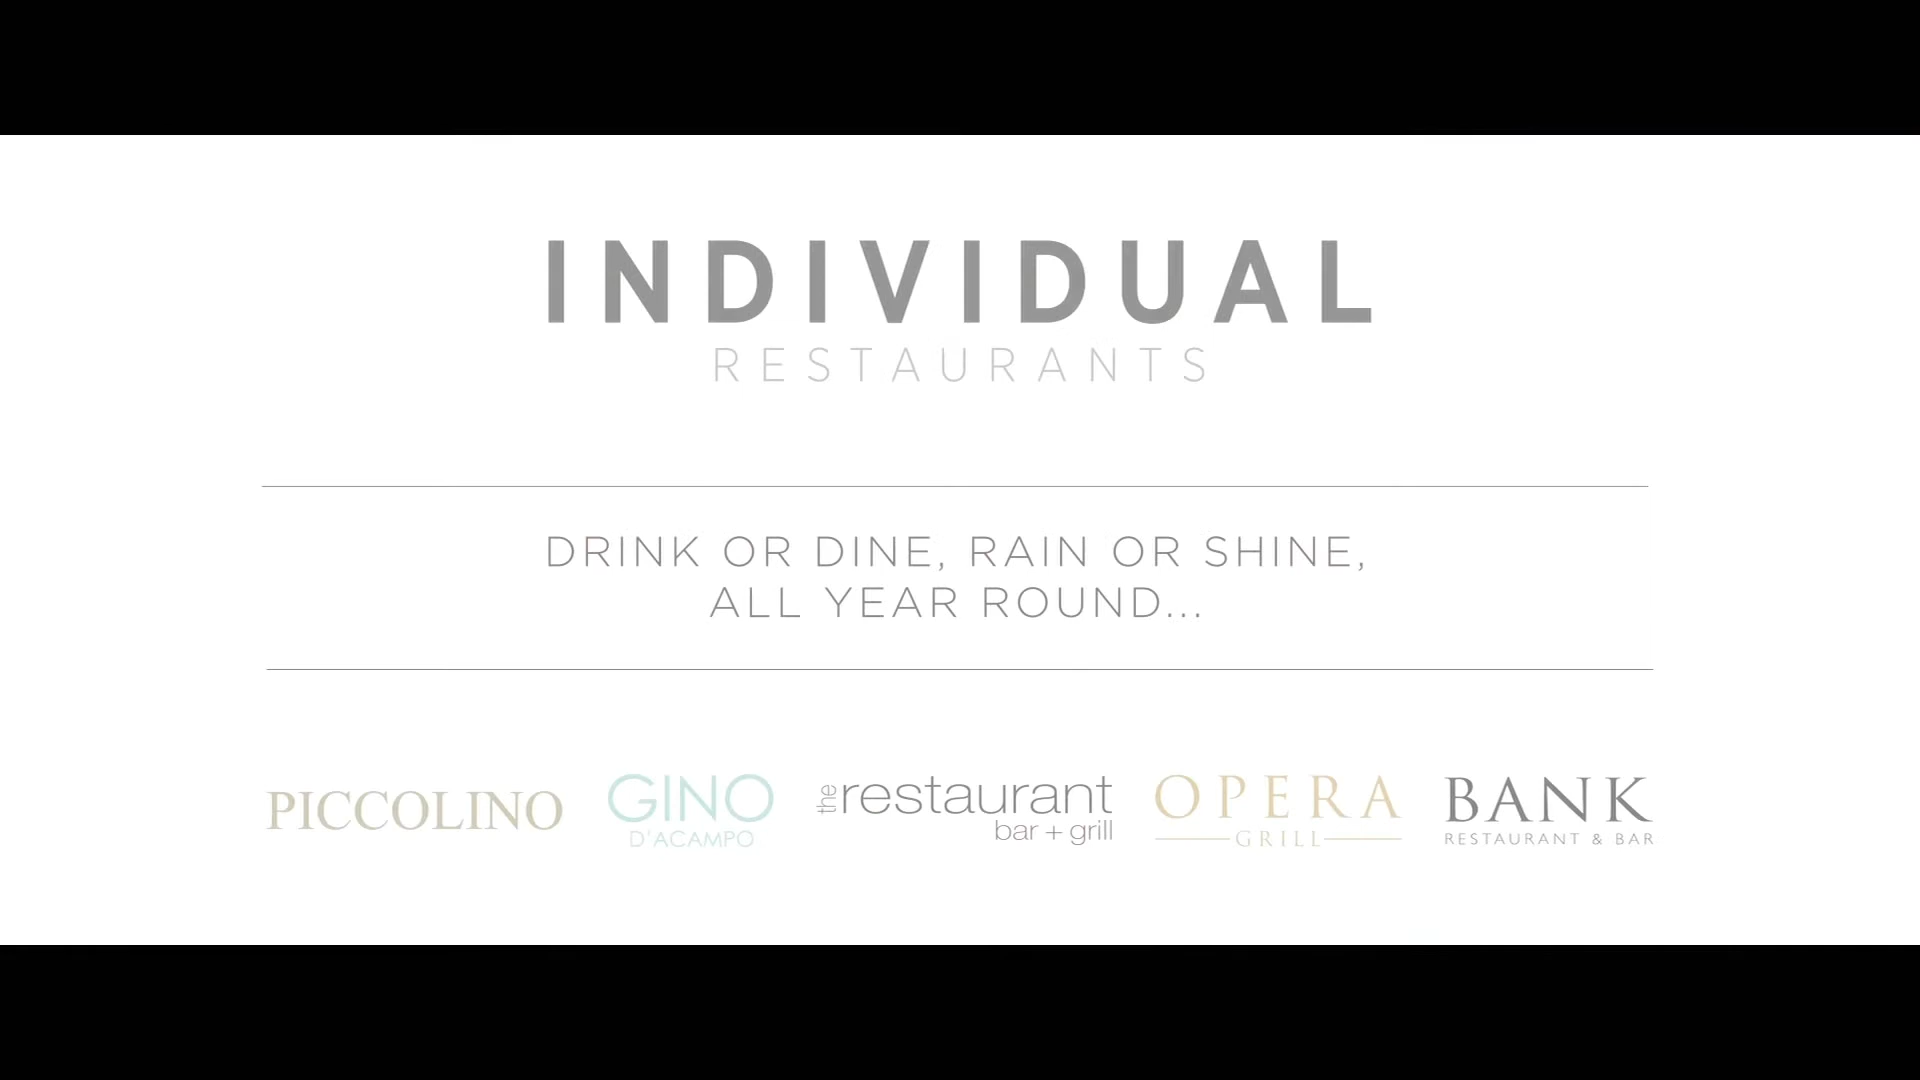 INDIVIDUAL
RESTAURANTS
DRINK OR DINE, RAIN OR SHINE,
ALL YEAR ROUND...
PICCOLINO
GINO
D'ACAMPO
the restaurant
bar + grill
OPERA
GRILL
BANK
RESTAURANT & BAR